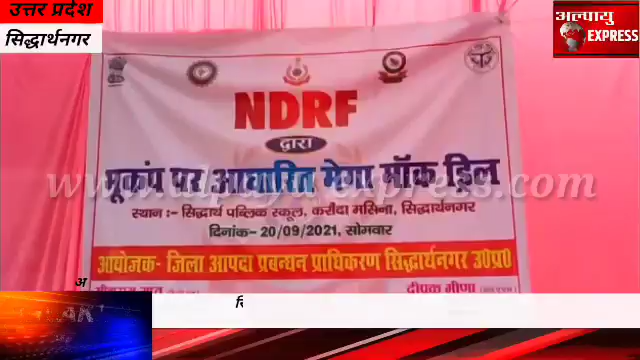 उत्तर प्रदेश
सिद्धार्थनगर
अल्पायु
EXPRESS
NDRF
द्वारा
भूकंप पर आधारित मेगा मॉक ड्रिल
स्थान :- सिद्धार्थ पब्लिक स्कूल, करौंदा मसिना, सिद्धार्थनगर
दिनांक- 20/09/2021, सोमवार
आयोजक- जिला आपदा प्रबन्धन प्राधिकरण सिद्धार्थनगर उ0प्र0
दीपक मीणा